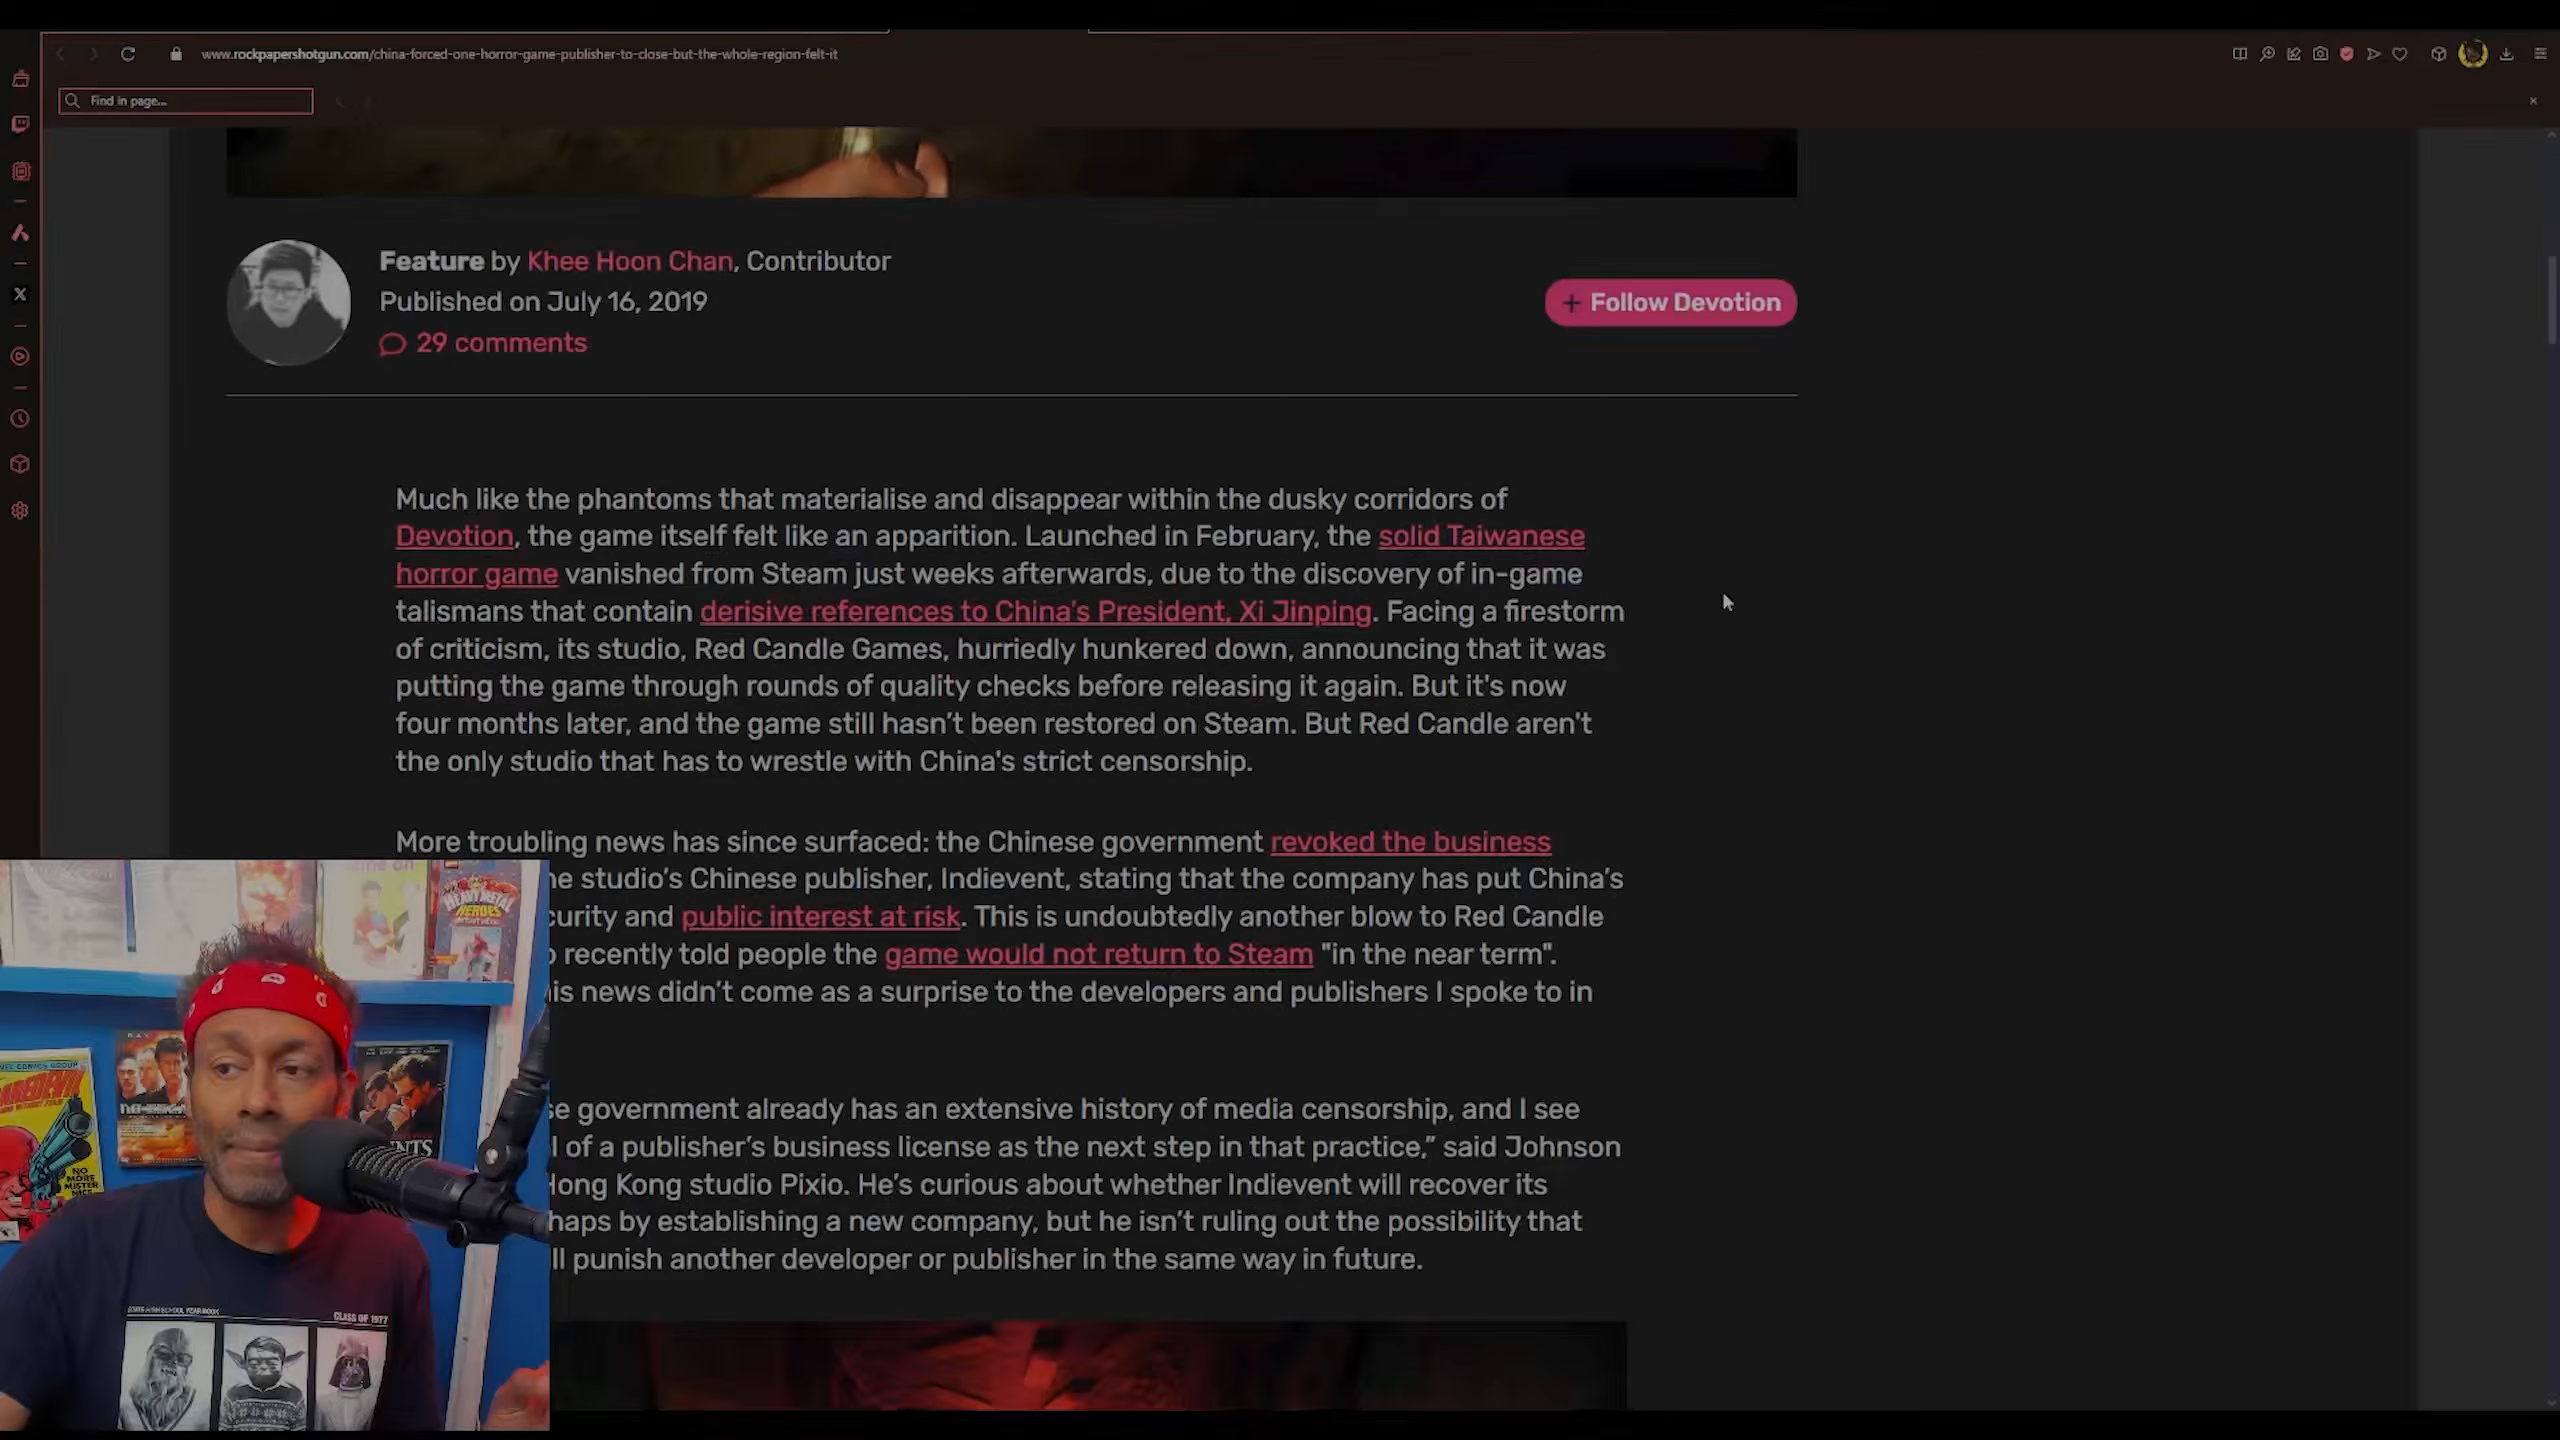 www.rockpapershotgun.com/china-forced-one-horror-game-publisher-to-close-but-the-whole-region-felt-it
Find in page...
Feature by Khee Hoon Chan, Contributor
Published on July 16, 2019
29 comments
+ Follow Devotion
Much like the phantoms that materialise and disappear within the dusky corridors of
Devotion, the game itself felt like an apparition. Launched in February, the solid Taiwanese
horror game vanished from Steam just weeks afterwards, due to the discovery of in-game
talismans that contain derisive references to China's President, Xi Jinping. Facing a firestorm
of criticism, its studio, Red Candle Games, hurriedly hunkered down, announcing that it was
putting the game through rounds of quality checks before releasing it again. But it's now
four months later, and the game still hasn't been restored on Steam. But Red Candle aren't
the only studio that has to wrestle with China's strict censorship.
More troubling news has since surfaced: the Chinese government revoked the business
studio's Chinese publisher, Indievent, stating that the company has put China's
and public interest at risk. This is undoubtedly another blow to Red Candle
recently told people the game would not return to Steam "in the near term".
news didn't come as a surprise to the developers and publishers I spoke to in
government already has an extensive history of media censorship, and I see
of a publisher's business license as the next step in that practice," said Johnson
Hong Kong studio Pixio. He's curious about whether Indievent will recover its
by establishing a new company, but he isn't ruling out the possibility that
punish another developer or publisher in the same way in future.
HEAVY METAL
HEROES
DAREDEVIL
NO
MORE
MISTER
NICE
CLASS OF 1977